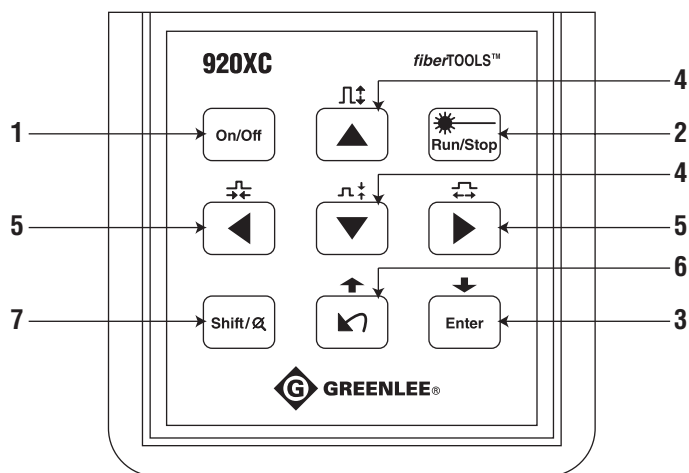 920XC fiberTOOLS™
4
1 On/Off Run/Stop 2
4
5 5
6
7 Shift/ Enter 3
G GREENLEE®